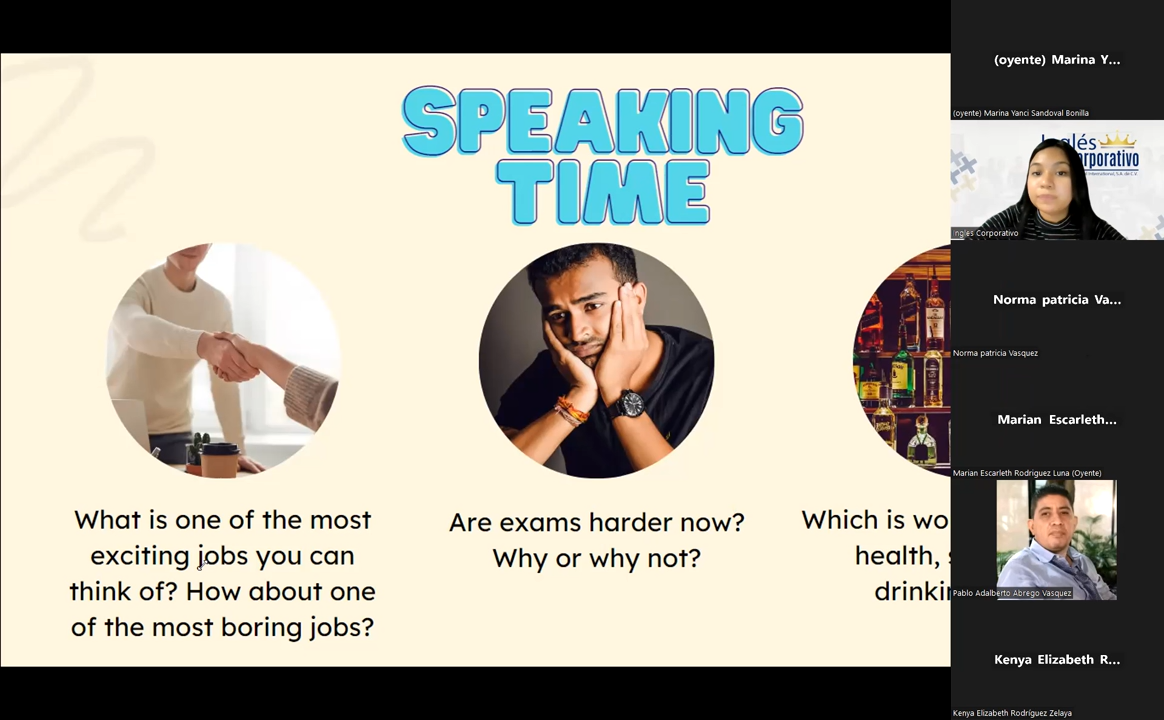 SPEAKING
TIME
What is one of the most
exciting jobs you can
think of? How about one
of the most boring jobs?
Are exams harder now?
Why or why not?
Which is wo
health, s
drinkin
(oyente) Marina Y...
(oyente) Marina Yanci Sandoval Bonilla
Inglés
orporativo
Inglés Corporativo
Norma patricia Va...
Norma patricia Vasquez
Marian Escarleth...
Marian Escarleth Rodriguez Luna (Oyente)
Pablo Adalberto Abrego Vasquez
Kenya Elizabeth R...
Kenya Elizabeth Rodríguez Zelaya